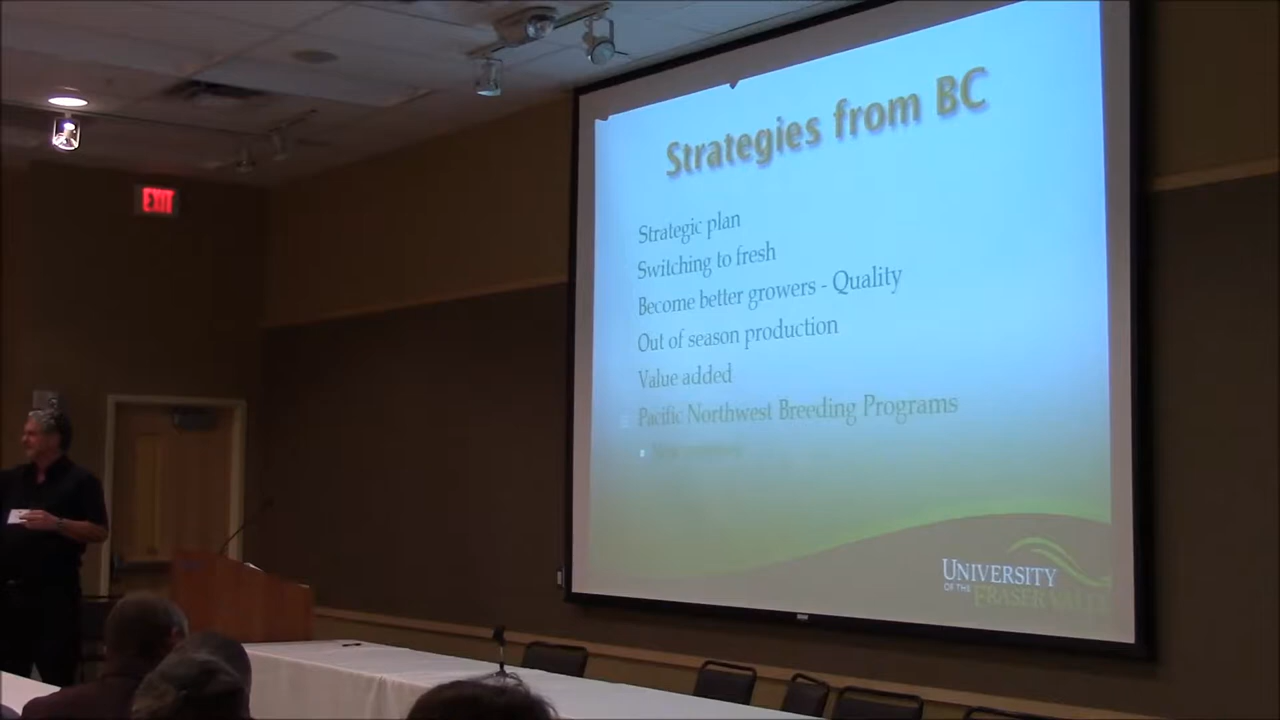 EXIT
Strategies from BC
Strategic plan
Switching to fresh
Become better growers - Quality
Out of season production
Value added
Pacific Northwest Breeding Programs
UNIVERSITY
OF THE FRASER VALLEY